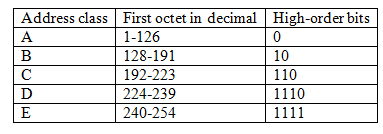 Address class First octet in decimal High-order bits
A 1-126 0
B 128-191 10
C 192-223 110
D 224-239 1110
E 240-254 1111